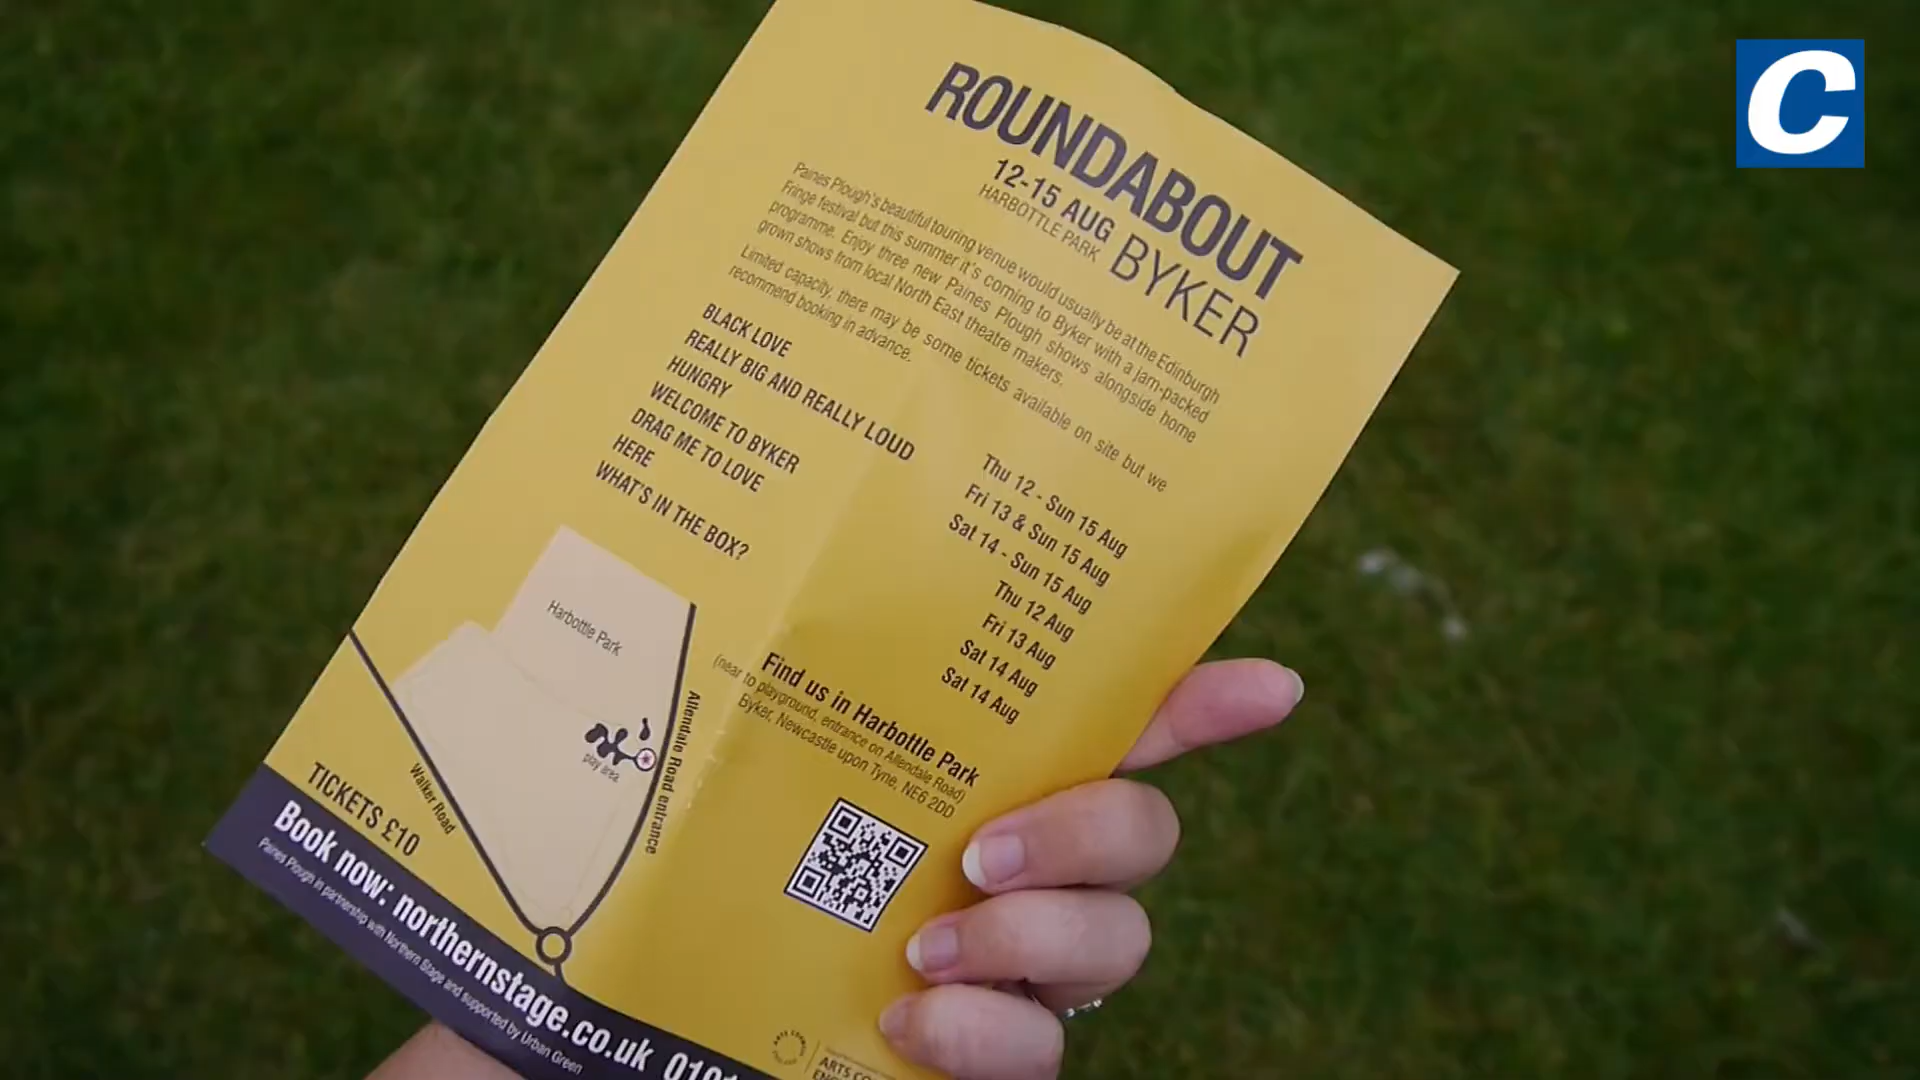 C
ROUNDABOUT
12-15 AUG
HARBOTTLE PARK
BYKER
Paines Plough's beautiful touring venue would usually be at the Edinburgh
Fringe festival but this summer it's coming to Byker with a jam-packed
programme. Enjoy three new Paines Plough shows alongside home
grown shows from local North East theatre makers.
Limited capacity, there may be some tickets available on site but we
recommend booking in advance.
BLACK LOVE Thu 12 - Sun 15 Aug
REALLY BIG AND REALLY LOUD Fri 13 & Sun 15 Aug
HUNGRY Sat 14 - Sun 15 Aug
WELCOME TO BYKER Thu 12 Aug
DRAG ME TO LOVE Fri 13 Aug
HERE Sat 14 Aug
WHAT'S IN THE BOX? Sat 14 Aug
Harbottle Park
play area
Walker Road
Allendale Road entrance
Find us in Harbottle Park
(near to playground, entrance on Allendale Road)
Byker, Newcastle upon Tyne, NE6 2DD
TICKETS £10
Book now: northernstage.co.uk
Paines Plough in partnership with Northern Stage and supported by Urban Green
ARTS